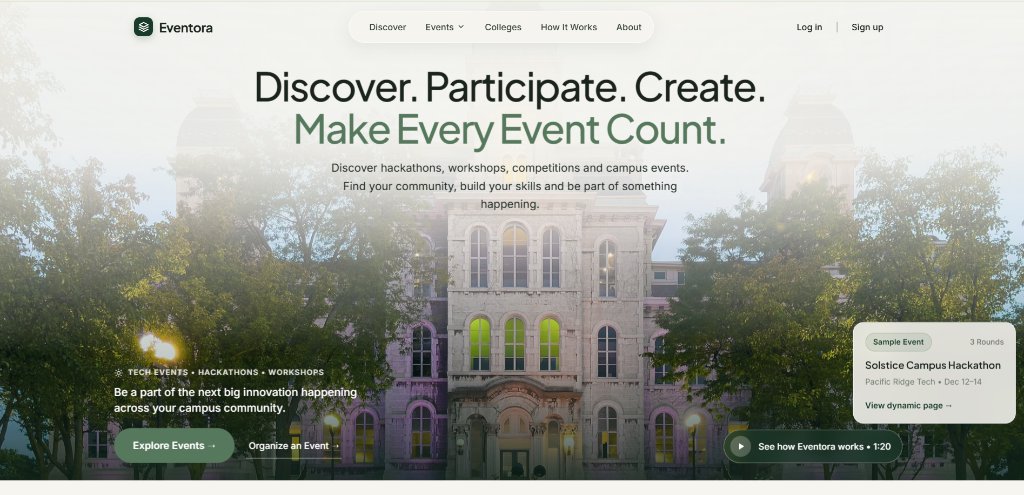 Eventora
Discover
Events
Colleges
How It Works
About
Log in
Sign up
Discover. Participate. Create.
Make Every Event Count.
Discover hackathons, workshops, competitions and campus events.
Find your community, build your skills and be part of something
happening.
TECH EVENTS • HACKATHONS • WORKSHOPS
Be a part of the next big innovation happening
across your campus community.
Explore Events →
Organize an Event →
Sample Event
3 Rounds
Solstice Campus Hackathon
Pacific Ridge Tech • Dec 12–14
View dynamic page →
See how Eventora works • 1:20